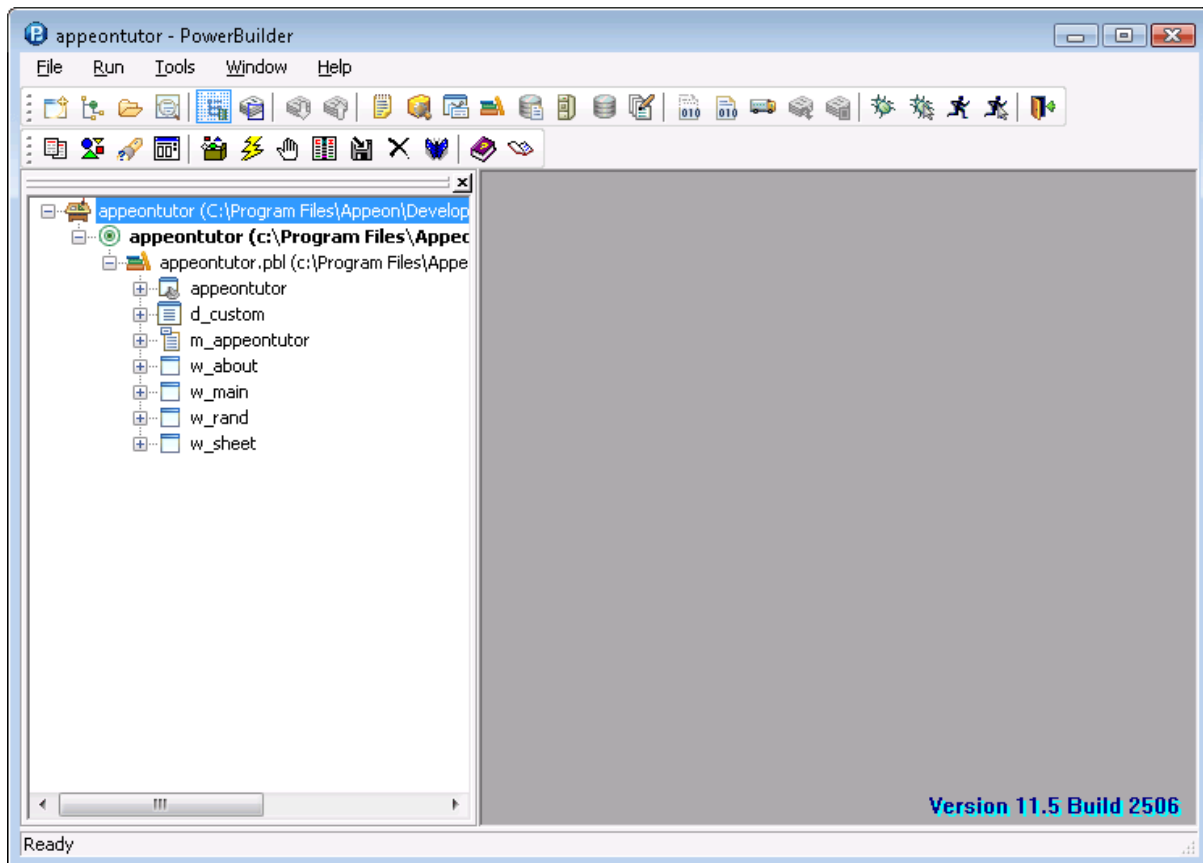 appeontutor - PowerBuilder
File Run Tools Window Help
appeontutor (C:\Program Files\Appeon\Develop
appeontutor (c:\Program Files\Appec
appeontutor.pbl (c:\Program Files\Appe
appeontutor
d_custom
m_appeontutor
w_about
w_main
w_rand
w_sheet
Version 11.5 Build 2506
Ready